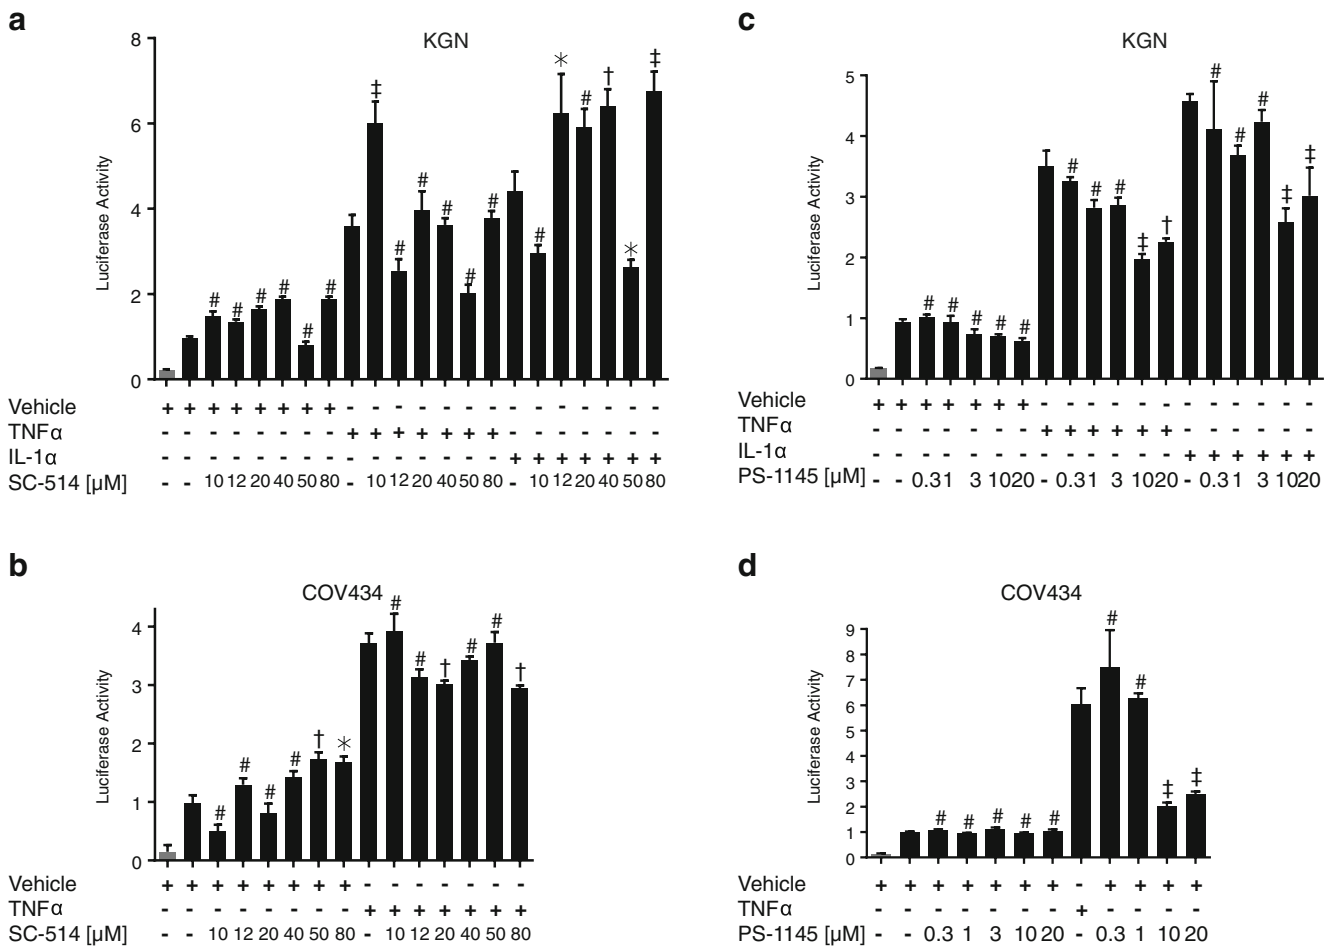 a
KGN
Luciferase Activity
8
6
4
2
0
‡ # # # # # # # # # # # # * # † * ‡
Vehicle + + + + + + + + - - - - - - - - - - - - - -
TNFα - - - - - - - - + + + + + + + - - - - - - -
IL-1α - - - - - - - - - - - - - - - + + + + + + +
SC-514 [µM] - - 10 12 20 40 50 80 - 10 12 20 40 50 80 - 10 12 20 40 50 80
b
COV434
Luciferase Activity
4
3
2
1
0
# # # # † * # # † # # †
Vehicle + + + + + + + + - - - - - - -
TNFα - - - - - - - - + + + + + + +
SC-514 [µM] - - 10 12 20 40 50 80 - 10 12 20 40 50 80
c
KGN
Luciferase Activity
5
4
3
2
1
0
# # # # # # # # ‡ † # # # ‡ ‡
Vehicle + + + + + + + - - - - - - - - - - - -
TNFα - - - - - - - + + + + + + - - - - - -
IL-1α - - - - - - - - - - - - - + + + + + +
PS-1145 [µM] - - 0.3 1 3 10 20 - 0.3 1 3 10 20 - 0.3 1 3 10 20
d
COV434
Luciferase Activity
9
8
7
6
5
4
3
2
1
0
# # # # # # # ‡ ‡
Vehicle + + + + + + + - + + + +
TNFα - - - - - - - + - - - -
PS-1145 [µM] - - 0.3 1 3 10 20 - 0.3 1 10 20